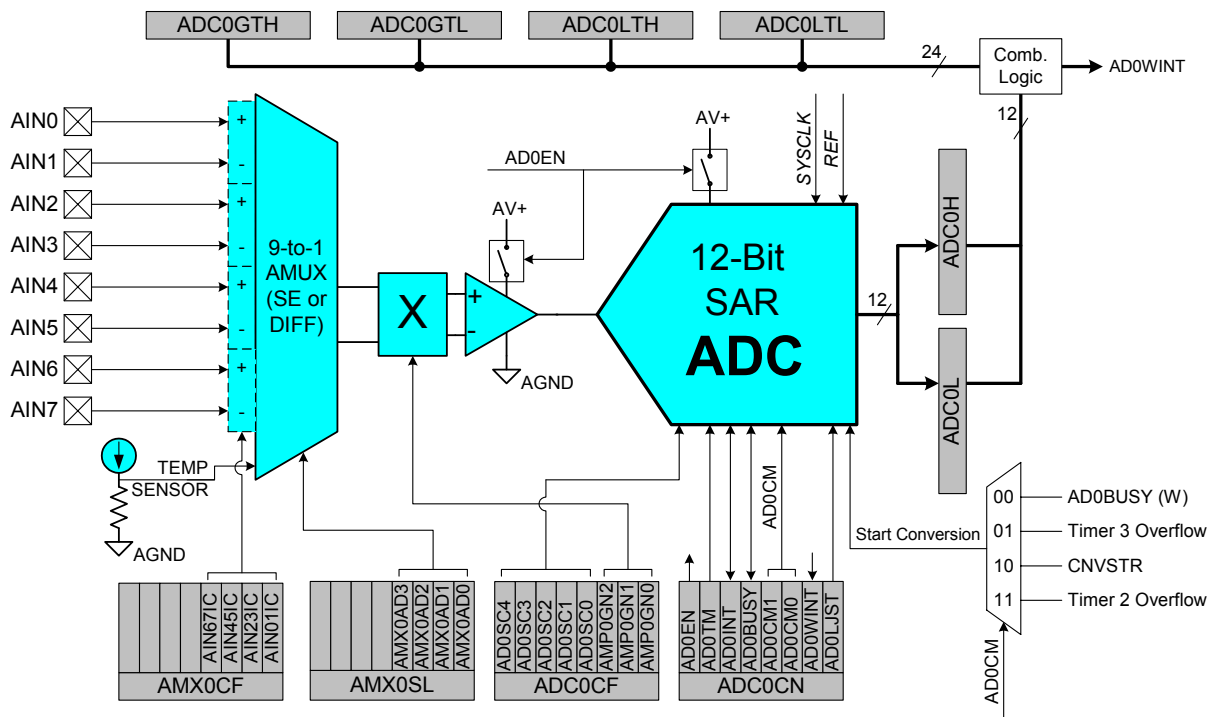 ADC0GTH
ADC0GTL
ADC0LTH
ADC0LTL
24
Comb.
Logic
AD0WINT
12
AIN0
AIN1
AIN2
AIN3
AIN4
AIN5
AIN6
AIN7
+
-
+
-
+
-
+
-
9-to-1
AMUX
(SE or
DIFF)
TEMP
SENSOR
AGND
X
+
-
AV+
AGND
AD0EN
AV+
SYSCLK
REF
12-Bit
SAR
ADC
12
ADC0H
ADC0L
Start Conversion
00
01
10
11
AD0BUSY (W)
Timer 3 Overflow
CNVSTR
Timer 2 Overflow
AD0CM
AD0CM
AIN67IC
AIN45IC
AIN23IC
AIN01IC
AMX0CF
AMX0AD3
AMX0AD2
AMX0AD1
AMX0AD0
AMX0SL
AD0SC4
AD0SC3
AD0SC2
AD0SC1
AD0SC0
AMP0GN2
AMP0GN1
AMP0GN0
ADC0CF
AD0EN
AD0TM
AD0INT
AD0BUSY
AD0CM1
AD0CM0
AD0WINT
AD0LJST
ADC0CN